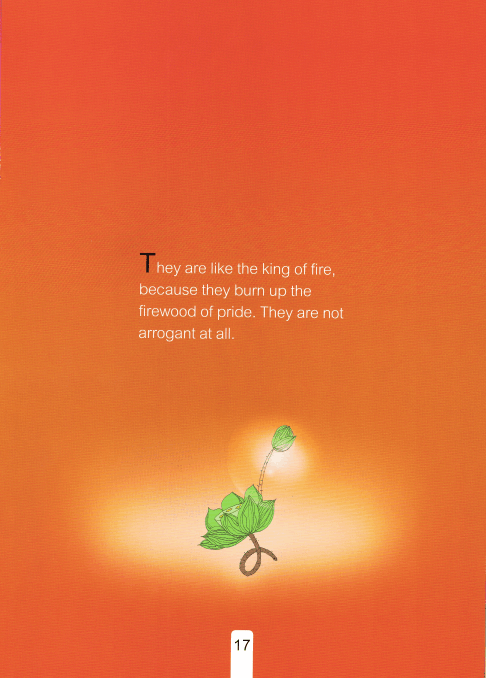 They are like the king of fire,
because they burn up the
firewood of pride. They are not
arrogant at all.
17